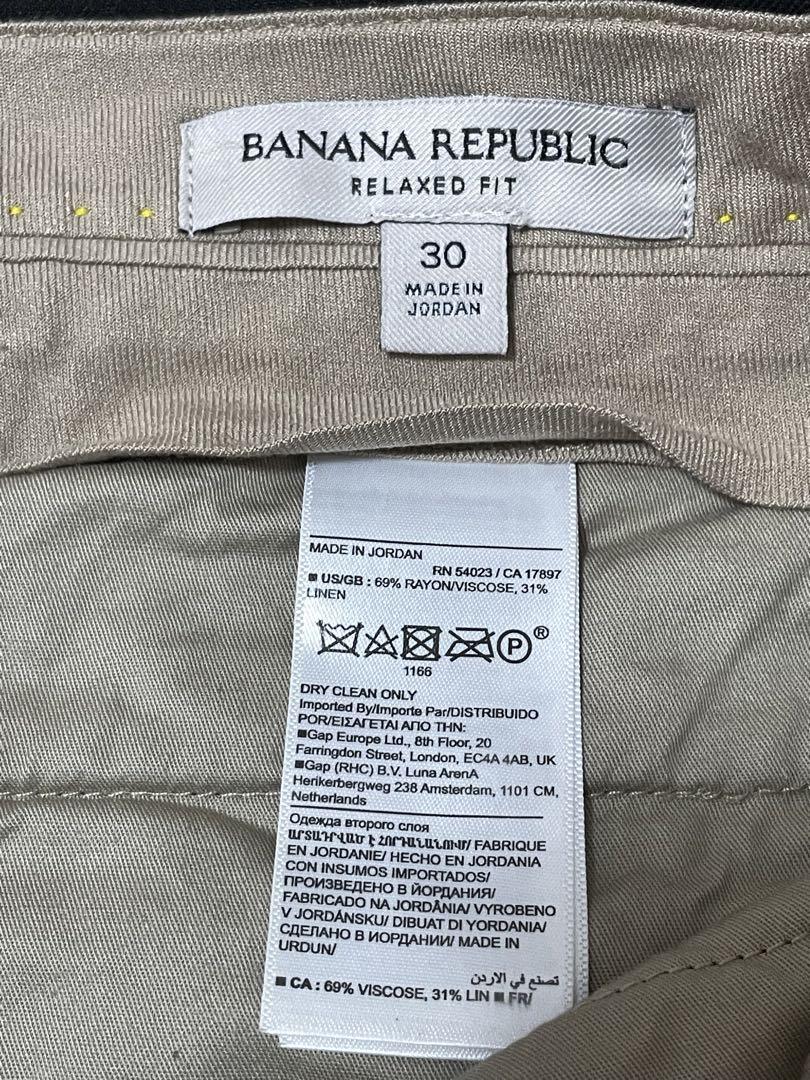 BANANA REPUBLIC
RELAXED FIT
30
MADE IN
JORDAN
MADE IN JORDAN
RN 54023 / CA 17897
■ US/GB : 69% RAYON/VISCOSE, 31%
LINEN
P ®
1166
DRY CLEAN ONLY
Imported By/Importe Par/DISTRIBUIDO
POR/ΕΙΣΑΓΕΤΑΙ ΑΠΟ ΤΗΝ:
■Gap Europe Ltd., 8th Floor, 20
Farringdon Street, London, EC4A 4AB, UK
■Gap (RHC) B.V. Luna ArenA
Herikerbergweg 238 Amsterdam, 1101 CM,
Netherlands
Одежда второго слоя
ԱՐՏԱԴՐՎԱԾ Է ՀՈՐԴԱՆԱՆՈՒՄ/ FABRIQUE
EN JORDANIE/ HECHO EN JORDANIA
CON INSUMOS IMPORTADOS/
ПРОИЗВЕДЕНО В ЙОРДАНИЯ/
FABRICADO NA JORDÂNIA/ VYROBENO
V JORDÁNSKU/ DIBUAT DI YORDANIA/
СДЕЛАНО В ИОРДАНИИ/ MADE IN
URDUN/
تصنع في الاردن
■ CA : 69% VISCOSE, 31% LIN ■ FR/